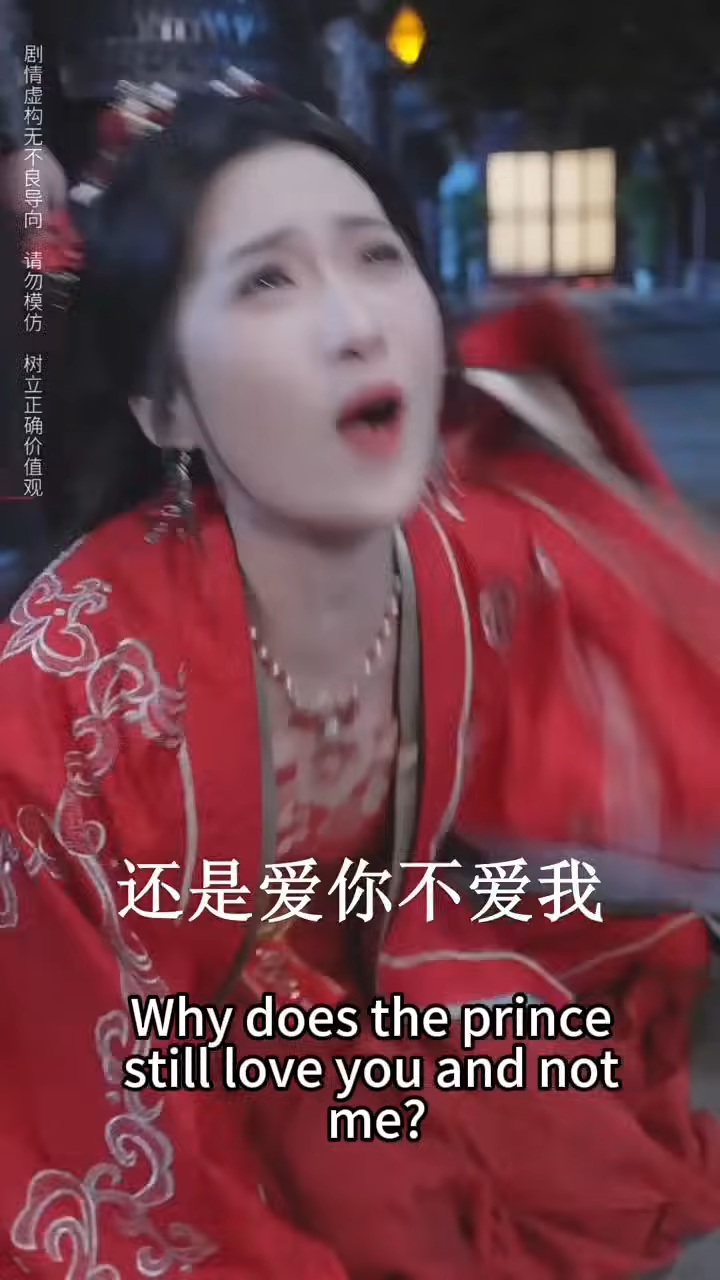 剧情虚构无不良导向 请勿模仿 树立正确价值观
还是爱你不爱我
Why does the prince
still love you and not
me?